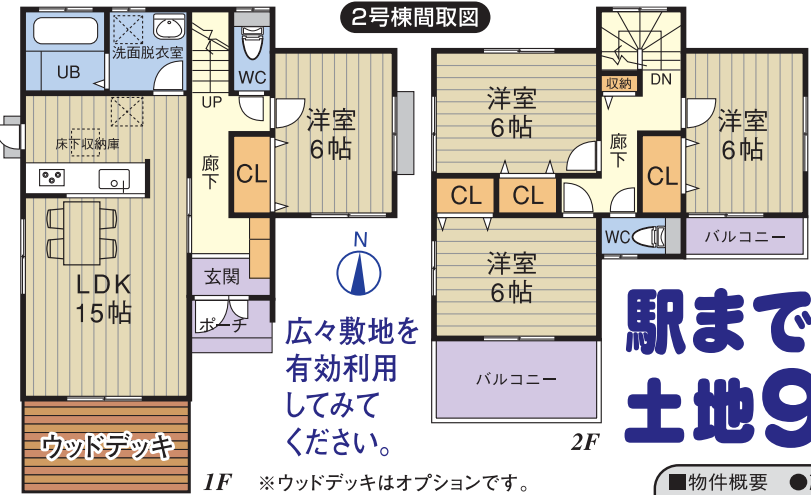 2号棟間取図
洗面脱衣室
UB
WC
UP
洋室
6帖
床下収納庫
廊下
CL
LDK
15帖
玄関
ポーチ
ウッドデッキ
N
広々敷地を
有効利用
してみて
ください。
1F
※ウッドデッキはオプションです。
洋室
6帖
収納
DN
廊下
洋室
6帖
CL
CL
CL
WC
バルコニー
洋室
6帖
バルコニー
2F
駅まで
土地9
■物件概要 ●